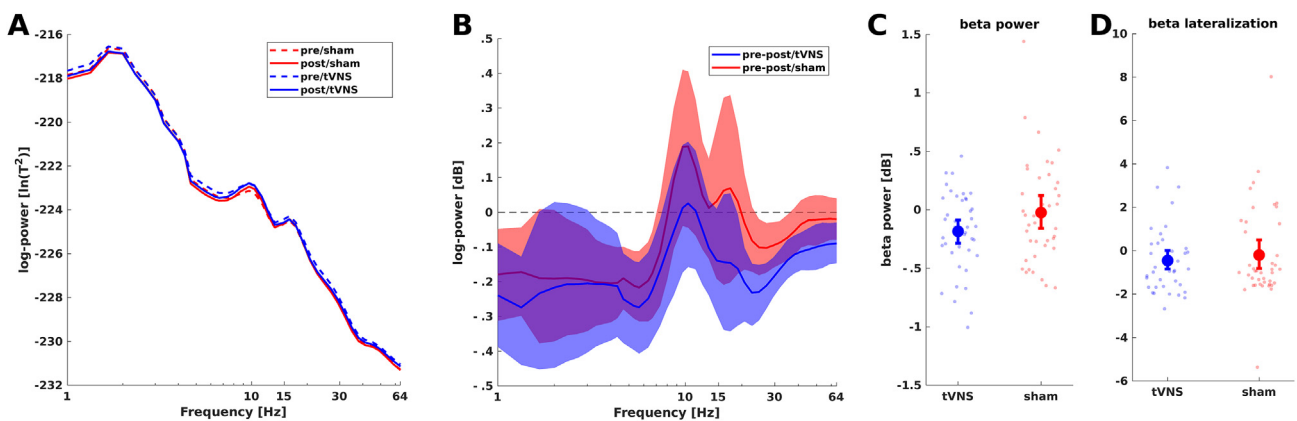 A
-216
-218
-220
-223
-224
-225
-228
-230
-232
log-power [ln(T²)]
1
10
15
64
Frequency [Hz]
pre/sham
post/sham
pre/tVNS
post/tVNS
B
.5
.4
.3
.2
.1
0
-.1
-.2
-.3
-.4
-.5
log-power [dB]
1
10
15
64
Frequency [Hz]
pre-post/tVNS
pre-post/sham
C
beta power
1.5
1
.5
0
-.5
-1
-1.5
beta power [dB]
tVNS
sham
D
beta lateralization
10
8
6
4
2
0
-2
-4
-6
tVNS
sham